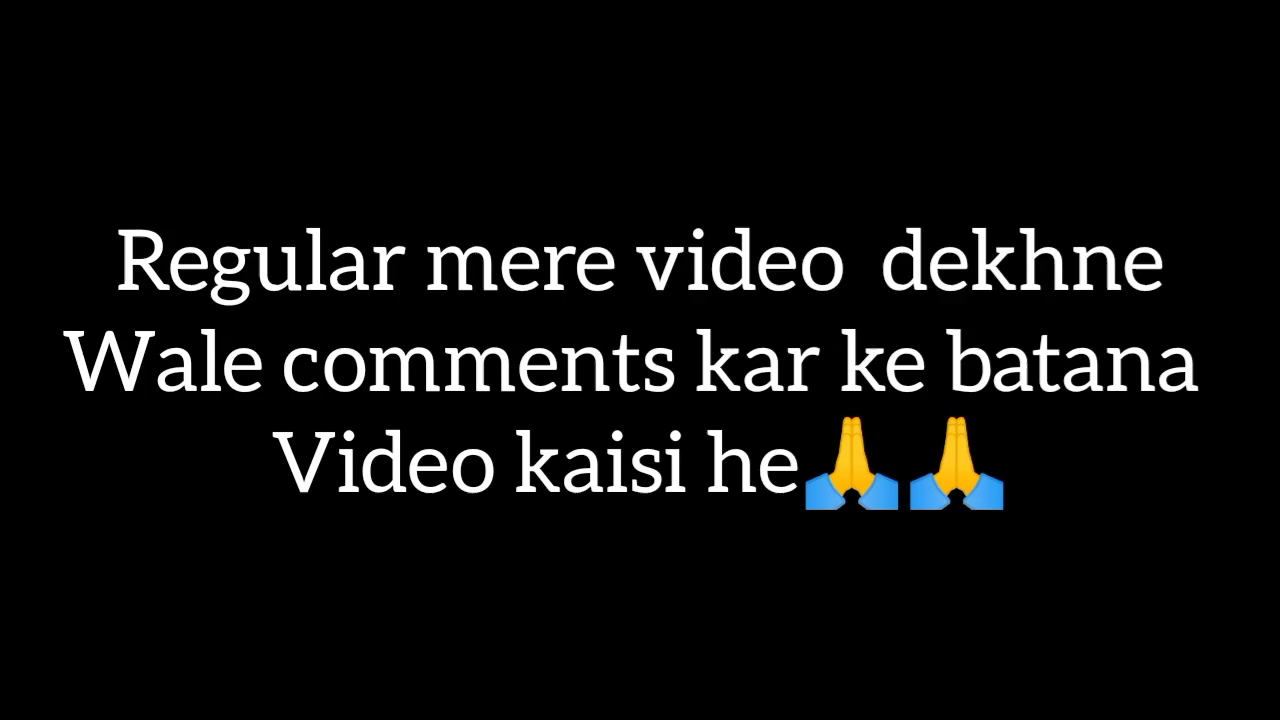 Regular mere video  dekhne
Wale comments kar ke batana
Video kaisi he🙏🙏